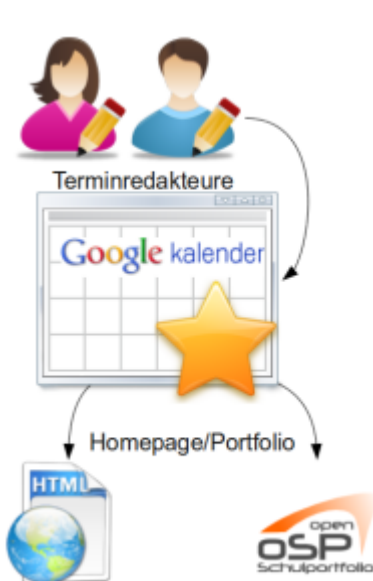 Terminredakteure
Google kalender
Homepage/Portfolio
HTML
open
OSP
Schulportfolio